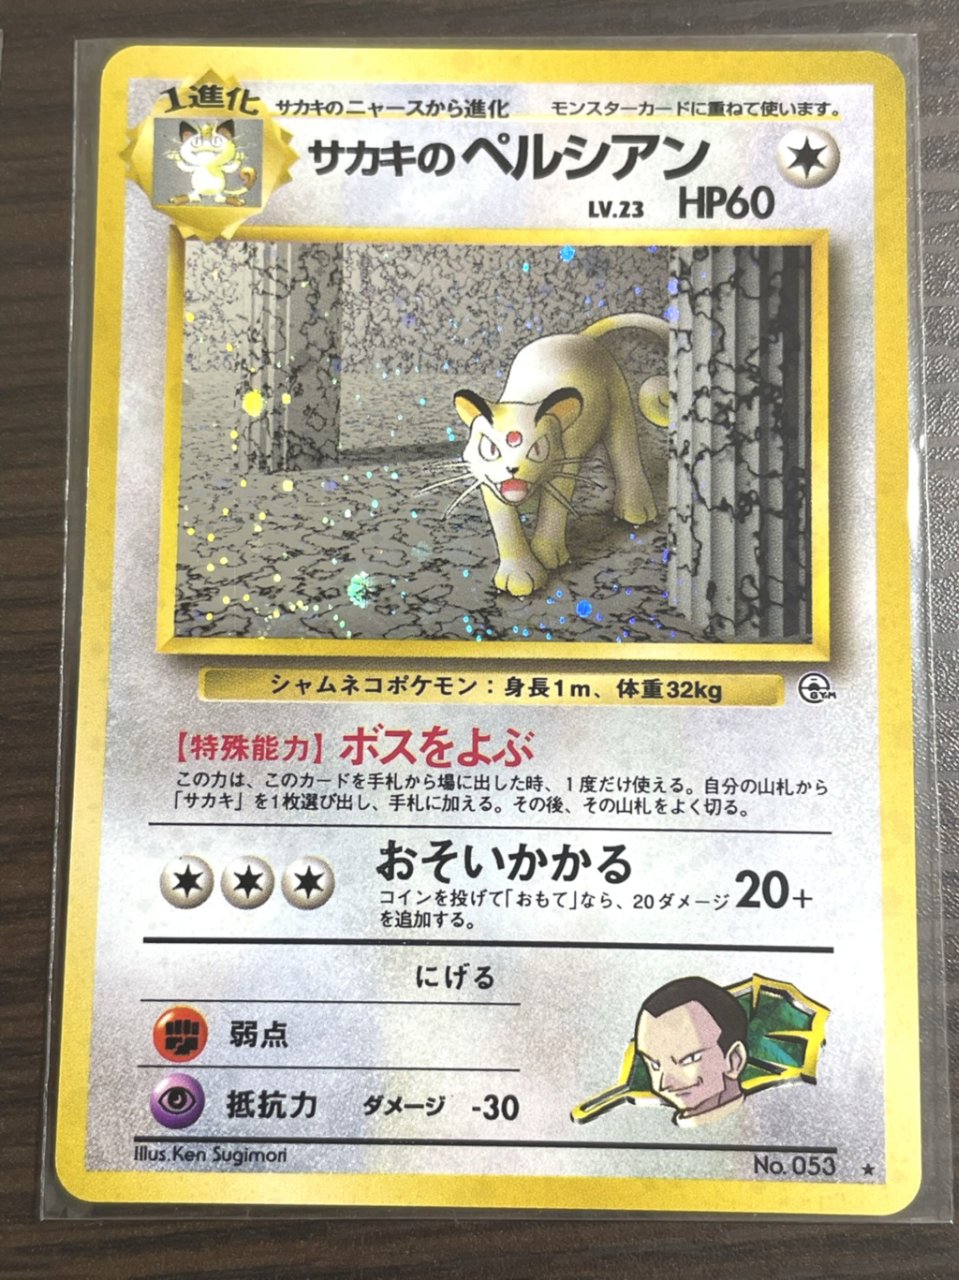 1進化 サカキのニャースから進化 モンスターカードに重ねて使います。
サカキのペルシアン
LV.23 HP60
シャムネコポケモン：身長1m、体重32kg
GYM
【特殊能力】ボスをよぶ
この力は、このカードを手札から場に出した時、1度だけ使える。自分の山札から
「サカキ」を1枚選び出し、手札に加える。その後、その山札をよく切る。
おそいかかる
コインを投げて「おもて」なら、20ダメージ
を追加する。
20+
にげる
弱点
抵抗力 ダメージ -30
Illus.Ken Sugimori
No.053 ★